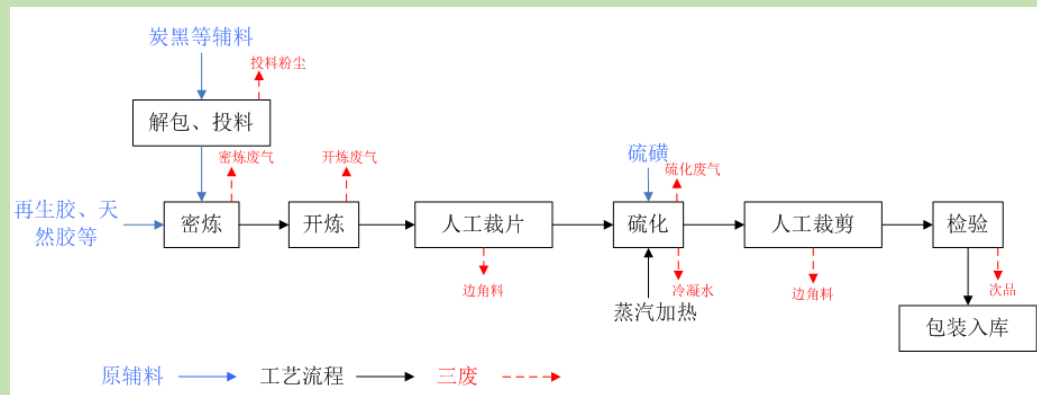 炭黑等辅料
投料粉尘
解包、投料
密炼废气
开炼废气
硫磺
硫化废气
再生胶、天
然胶等
密炼
开炼
人工裁片
硫化
人工裁剪
检验
边角料
冷凝水
边角料
次品
蒸汽加热
包装入库
原辅料
工艺流程
三废